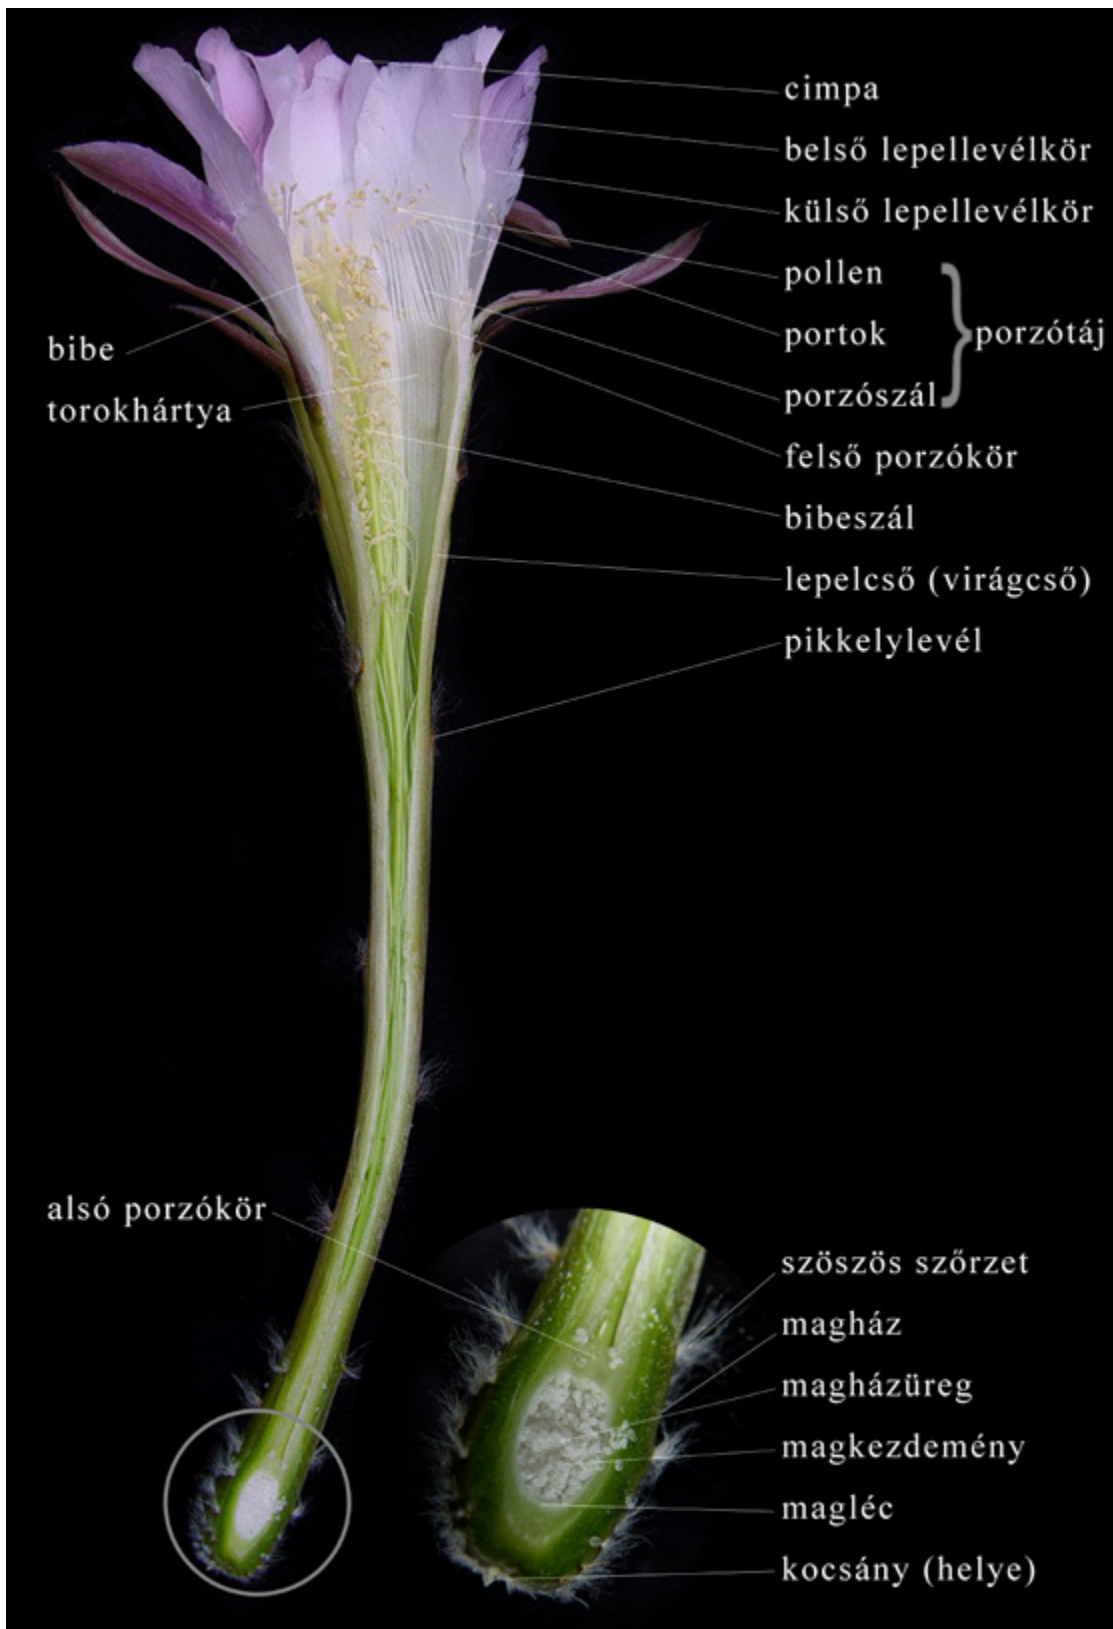 cimpa
belső lepellevélkör
külső lepellevélkör
pollen
portok
porzótáj
porzószál
bibe
torokhártya
felső porzókör
bibeszál
lepelcső (virágcső)
pikkelylevél
alsó porzókör
szöszös szőrzet
magház
magházüreg
magkezdemény
magléc
kocsány (helye)